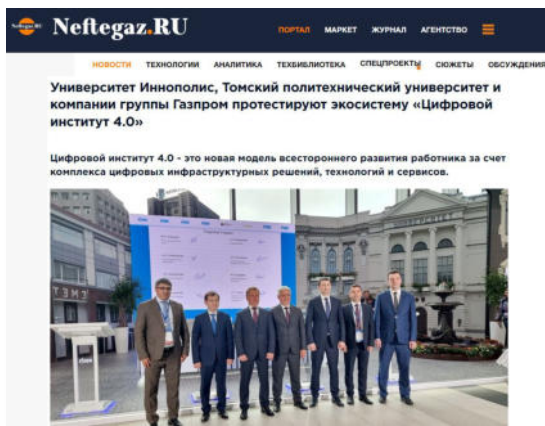 Neftegaz.RU
ПОРТАЛ МАРКЕТ ЖУРНАЛ АГЕНТСТВО
НОВОСТИ ТЕХНОЛОГИИ АНАЛИТИКА ТЕХБИБЛИОТЕКА СПЕЦПРОЕКТЫ СЮЖЕТЫ ОБСУЖДЕНИЯ
Университет Иннополис, Томский политехнический университет и
компании группы Газпром протестируют экосистему «Цифровой
институт 4.0»
Цифровой институт 4.0 - это новая модель всестороннего развития работника за счет
комплекса цифровых инфраструктурных решений, технологий и сервисов.